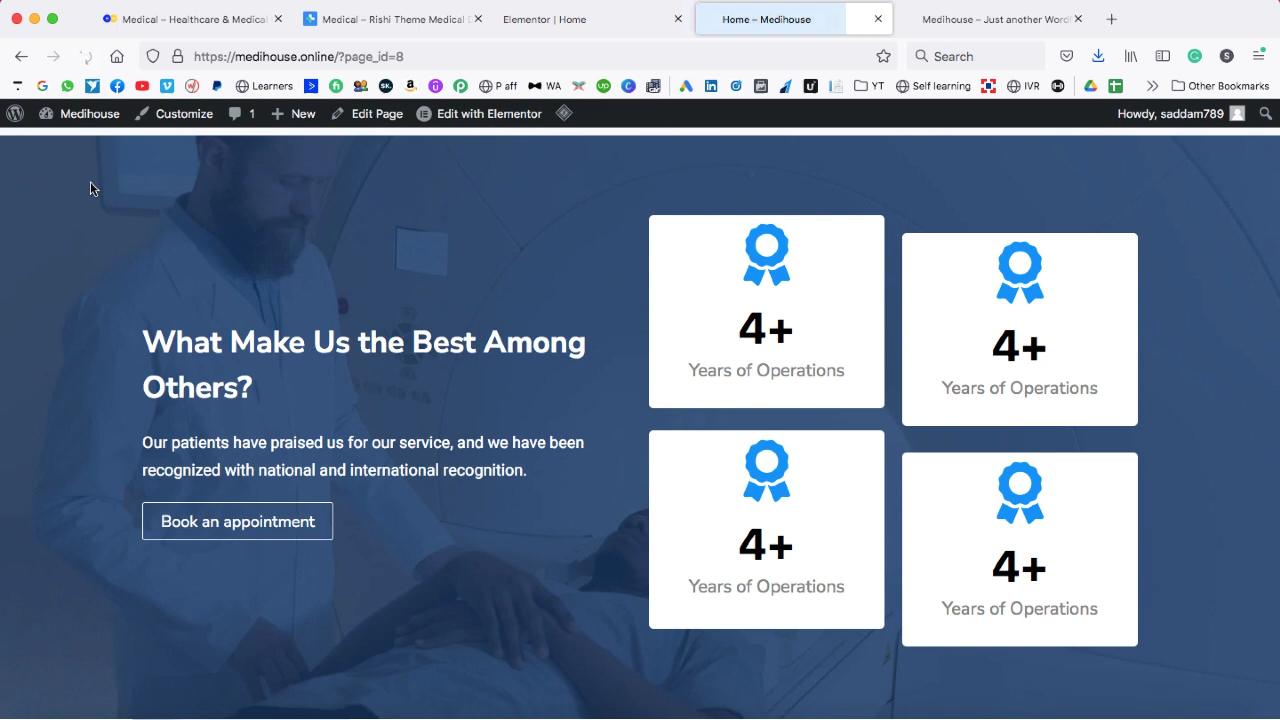 Medical – Healthcare & Medical
Medical – Rishi Theme Medical
Elementor | Home
Home – Medihouse
Medihouse – Just another Word
https://medihouse.online/?page_id=8
Search
S
Learners
P aff
WA
YT
Self learning
IVR
Other Bookmarks
Medihouse
Customize
1
New
Edit Page
Edit with Elementor
Howdy, saddam789
What Make Us the Best Among
Others?
Our patients have praised us for our service, and we have been
recognized with national and international recognition.
Book an appointment
4+
Years of Operations
4+
Years of Operations
4+
Years of Operations
4+
Years of Operations